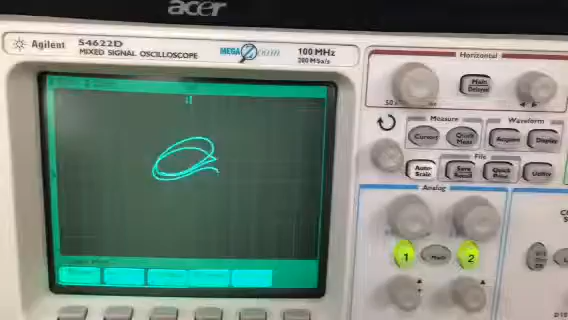 acer
Agilent 54622D
MIXED SIGNAL OSCILLOSCOPE
MEGA Zoom
100 MHz
200 MSa/s
Horizontal
Main
Delayed
Measure
Waveform
Cursors
Quick
Meas
Acquire
Display
File
Auto-
Scale
Save
Recall
Quick
Print
Utility
Analog
1
Math
2